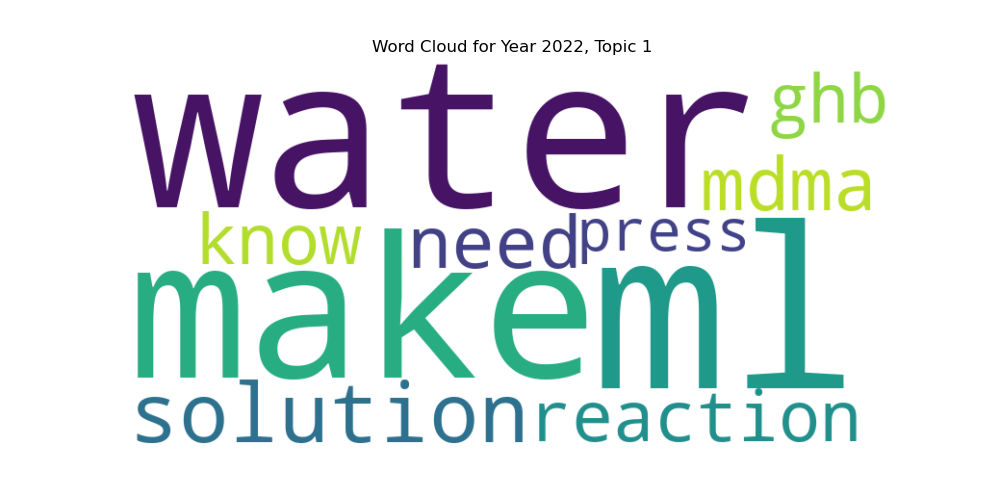 Word Cloud for Year 2022, Topic 1
water ghb
mdma
know need press
make ml
solution reaction